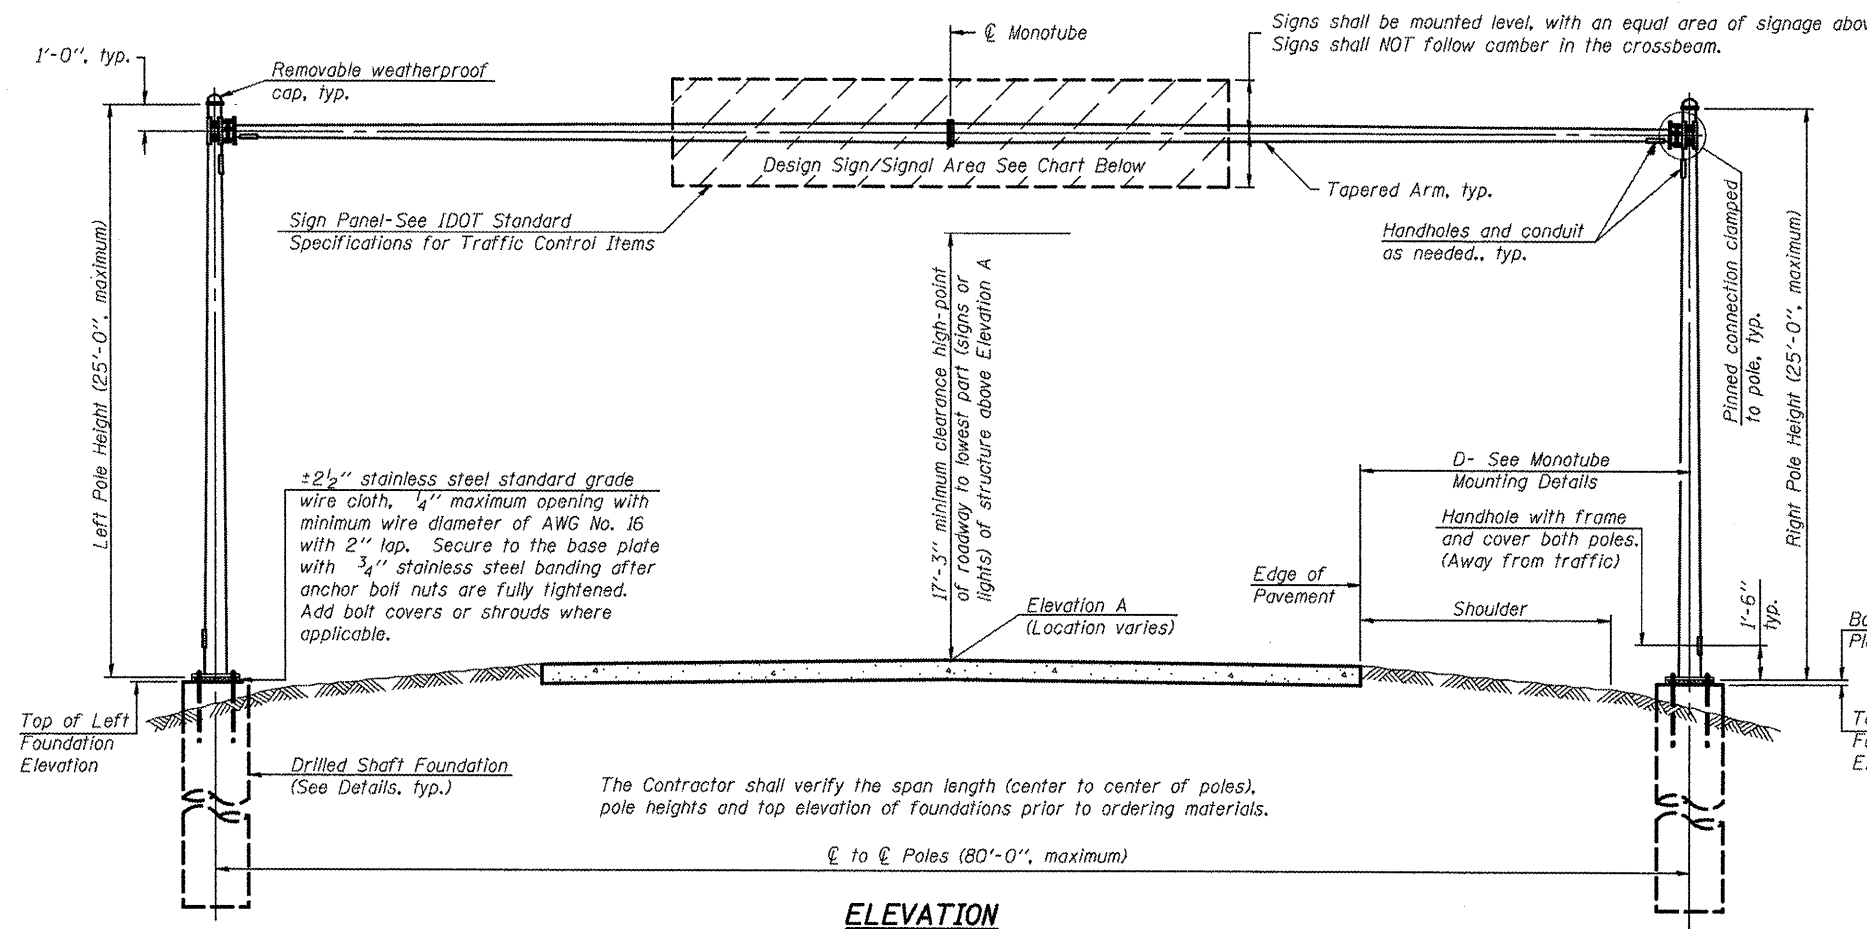 Signs shall be mounted level, with an equal area of signage above
Signs shall NOT follow camber in the crossbeam.
℄ Monotube
1'-0", typ.
Removable weatherproof
cap, typ.
Design Sign/Signal Area See Chart Below
Tapered Arm, typ.
Sign Panel-See IDOT Standard
Specifications for Traffic Control Items
Handholes and conduit
as needed., typ.
Pinned connection clamped
to pole, typ.
Left Pole Height (25'-0", maximum)
Right Pole Height (25'-0", maximum)
17'-3" minimum clearance high-point
of roadway to lowest part (signs or
lights) of structure above Elevation A
±2½" stainless steel standard grade
wire cloth, ¼" maximum opening with
minimum wire diameter of AWG No. 16
with 2" lap. Secure to the base plate
with ¾" stainless steel banding after
anchor bolt nuts are fully tightened.
Add bolt covers or shrouds where
applicable.
D- See Monotube
Mounting Details
Handhole with frame
and cover both poles.
(Away from traffic)
Edge of
Pavement
Shoulder
1'-6"
typ.
Elevation A
(Location varies)
Top of Left
Foundation
Elevation
Drilled Shaft Foundation
(See Details, typ.)
The Contractor shall verify the span length (center to center of poles),
pole heights and top elevation of foundations prior to ordering materials.
℄ to ℄ Poles (80'-0", maximum)
ELEVATION